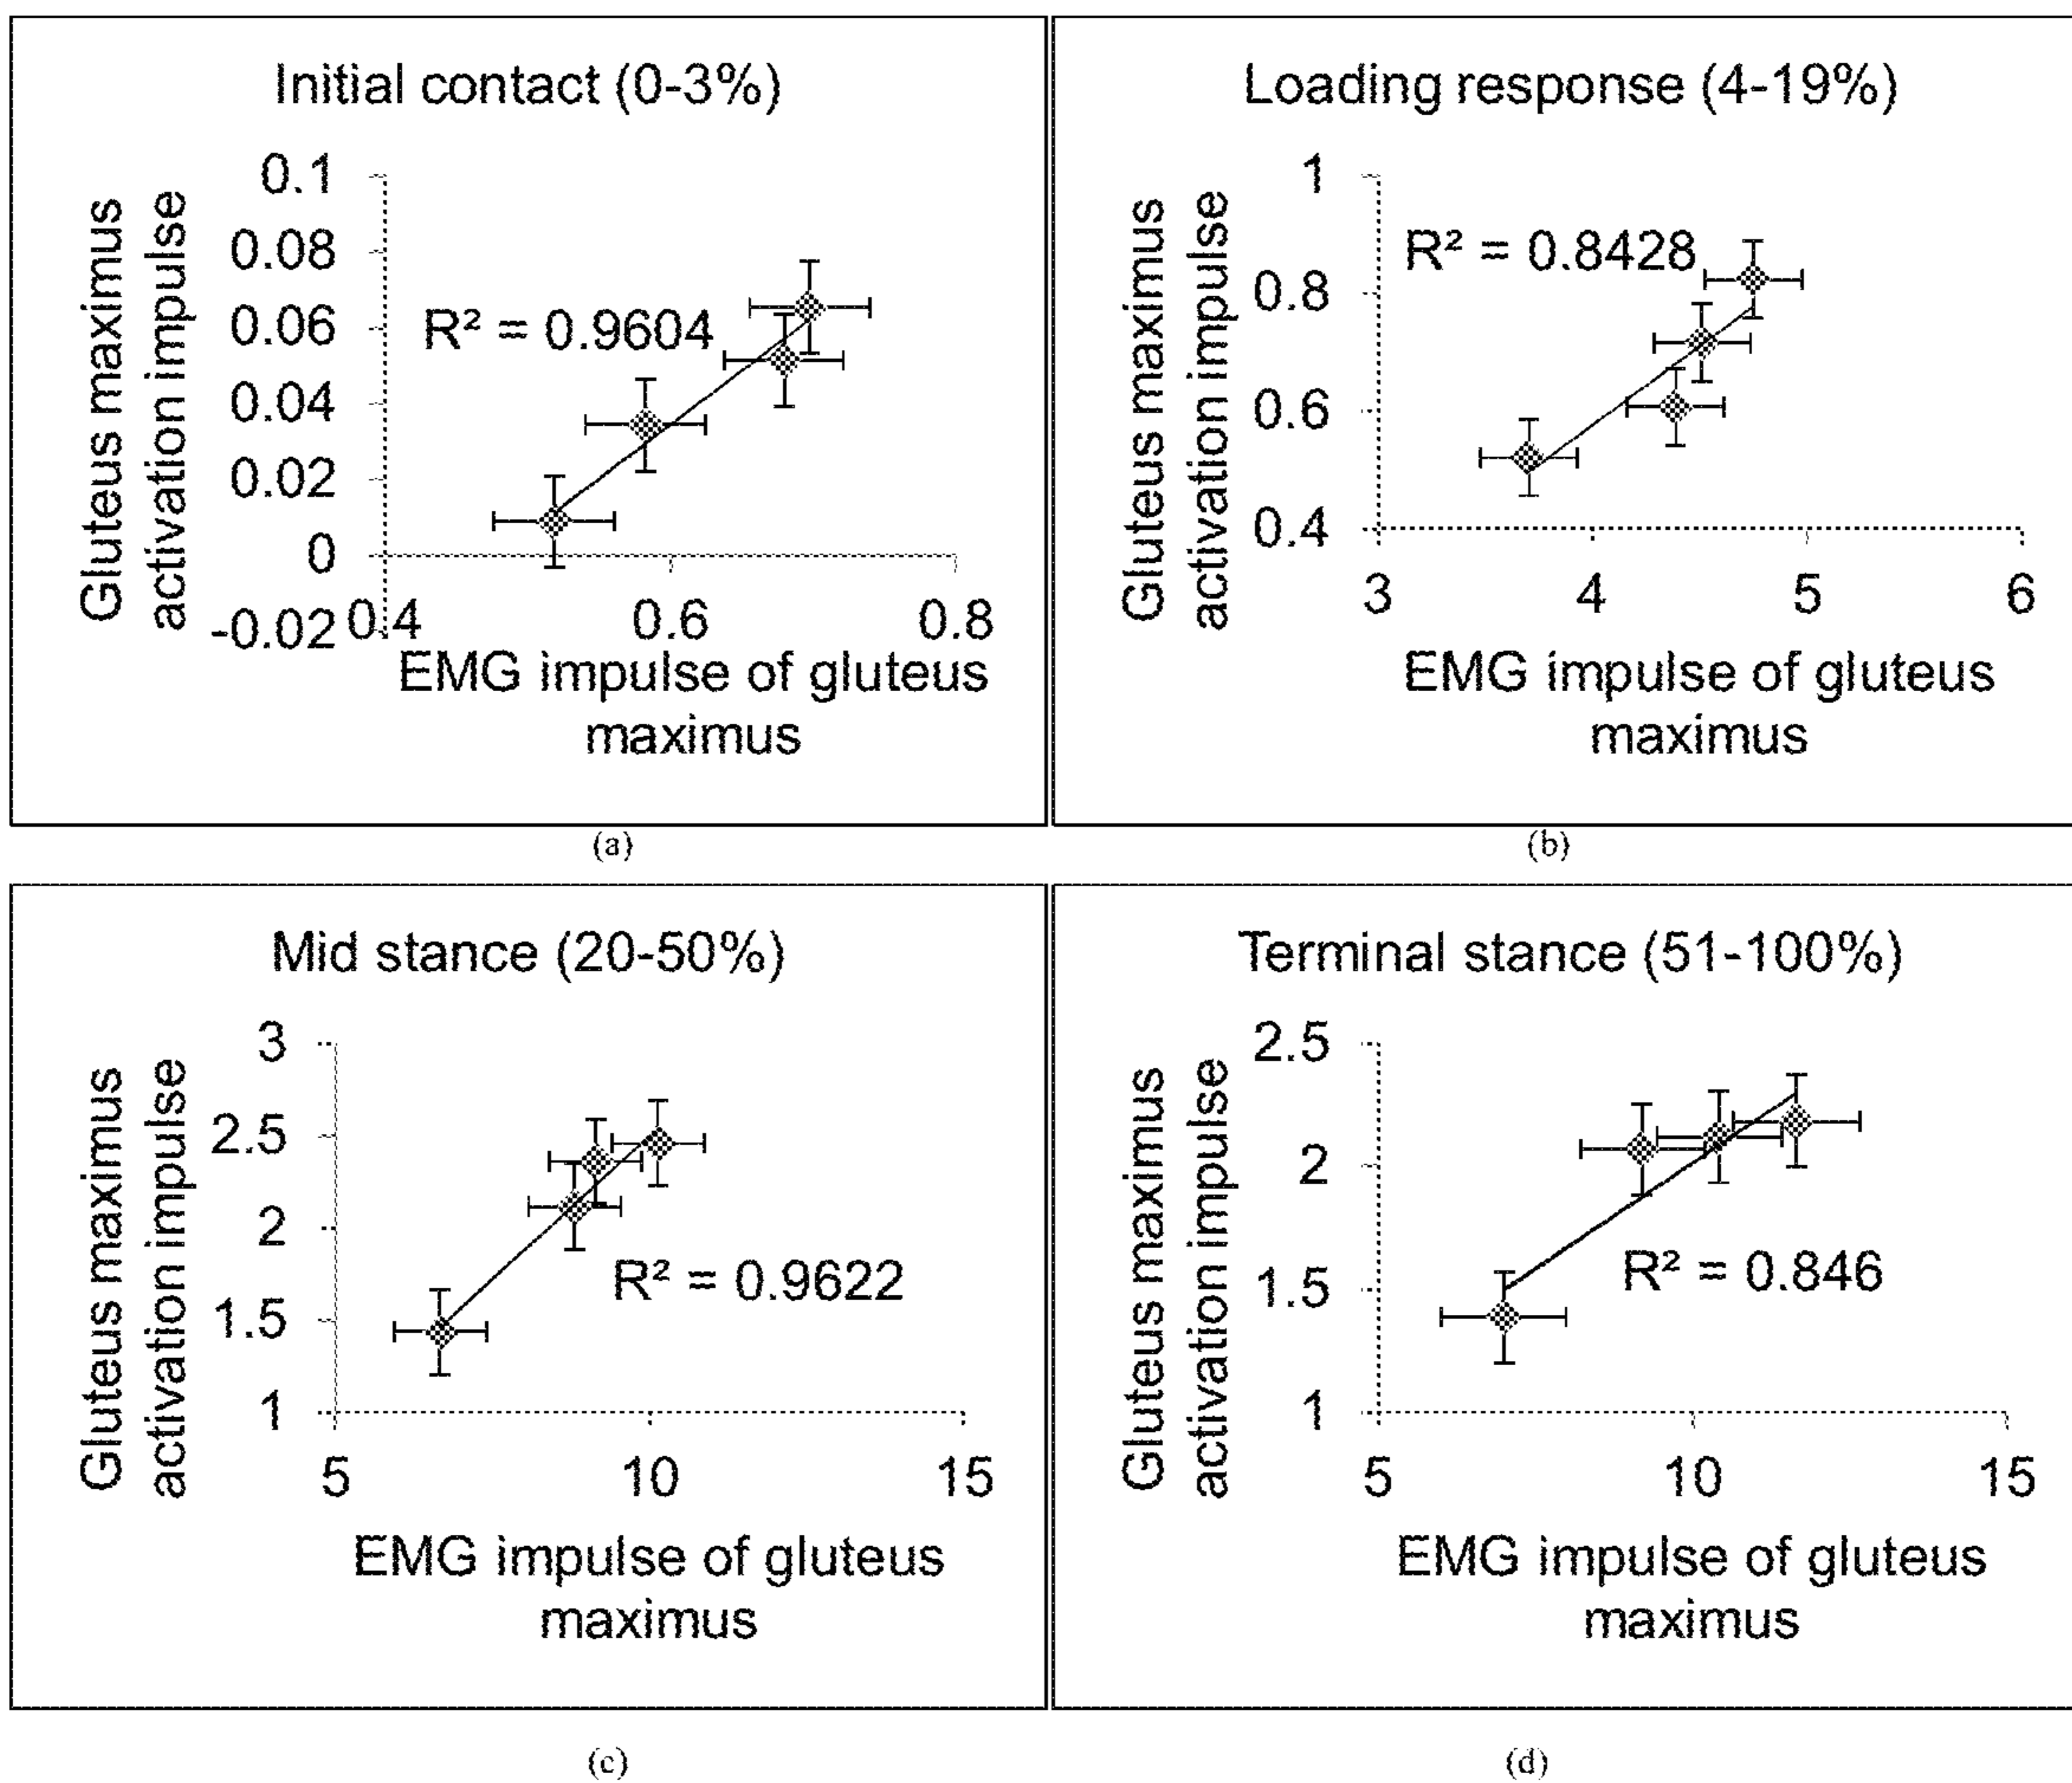 Initial contact (0-3%)
Gluteus maximus
activation impulse
0.1
0.08
0.06
0.04
0.02
0
-0.02
R² = 0.9604
0.4 0.6 0.8
EMG impulse of gluteus
maximus
(a)
Loading response (4-19%)
Gluteus maximus
activation impulse
1
0.8
0.6
0.4
R² = 0.8428
3 4 5 6
EMG impulse of gluteus
maximus
(b)
Mid stance (20-50%)
Gluteus maximus
activation impulse
3
2.5
2
1.5
1
R² = 0.9622
5 10 15
EMG impulse of gluteus
maximus
(c)
Terminal stance (51-100%)
Gluteus maximus
activation impulse
2.5
2
1.5
1
R² = 0.846
5 10 15
EMG impulse of gluteus
maximus
(d)